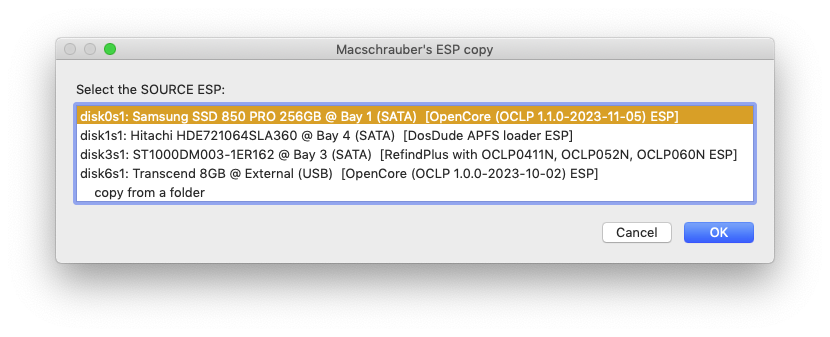 Macschrauber's ESP copy
Select the SOURCE ESP:
disk0s1: Samsung SSD 850 PRO 256GB @ Bay 1 (SATA)  [OpenCore (OCLP 1.1.0-2023-11-05) ESP]
disk1s1: Hitachi HDE721064SLA360 @ Bay 4 (SATA)  [DosDude APFS loader ESP]
disk3s1: ST1000DM003-1ER162 @ Bay 3 (SATA)  [RefindPlus with OCLP0411N, OCLP052N, OCLP060N ESP]
disk6s1: Transcend 8GB @ External (USB)  [OpenCore (OCLP 1.0.0-2023-10-02) ESP]
copy from a folder
Cancel OK